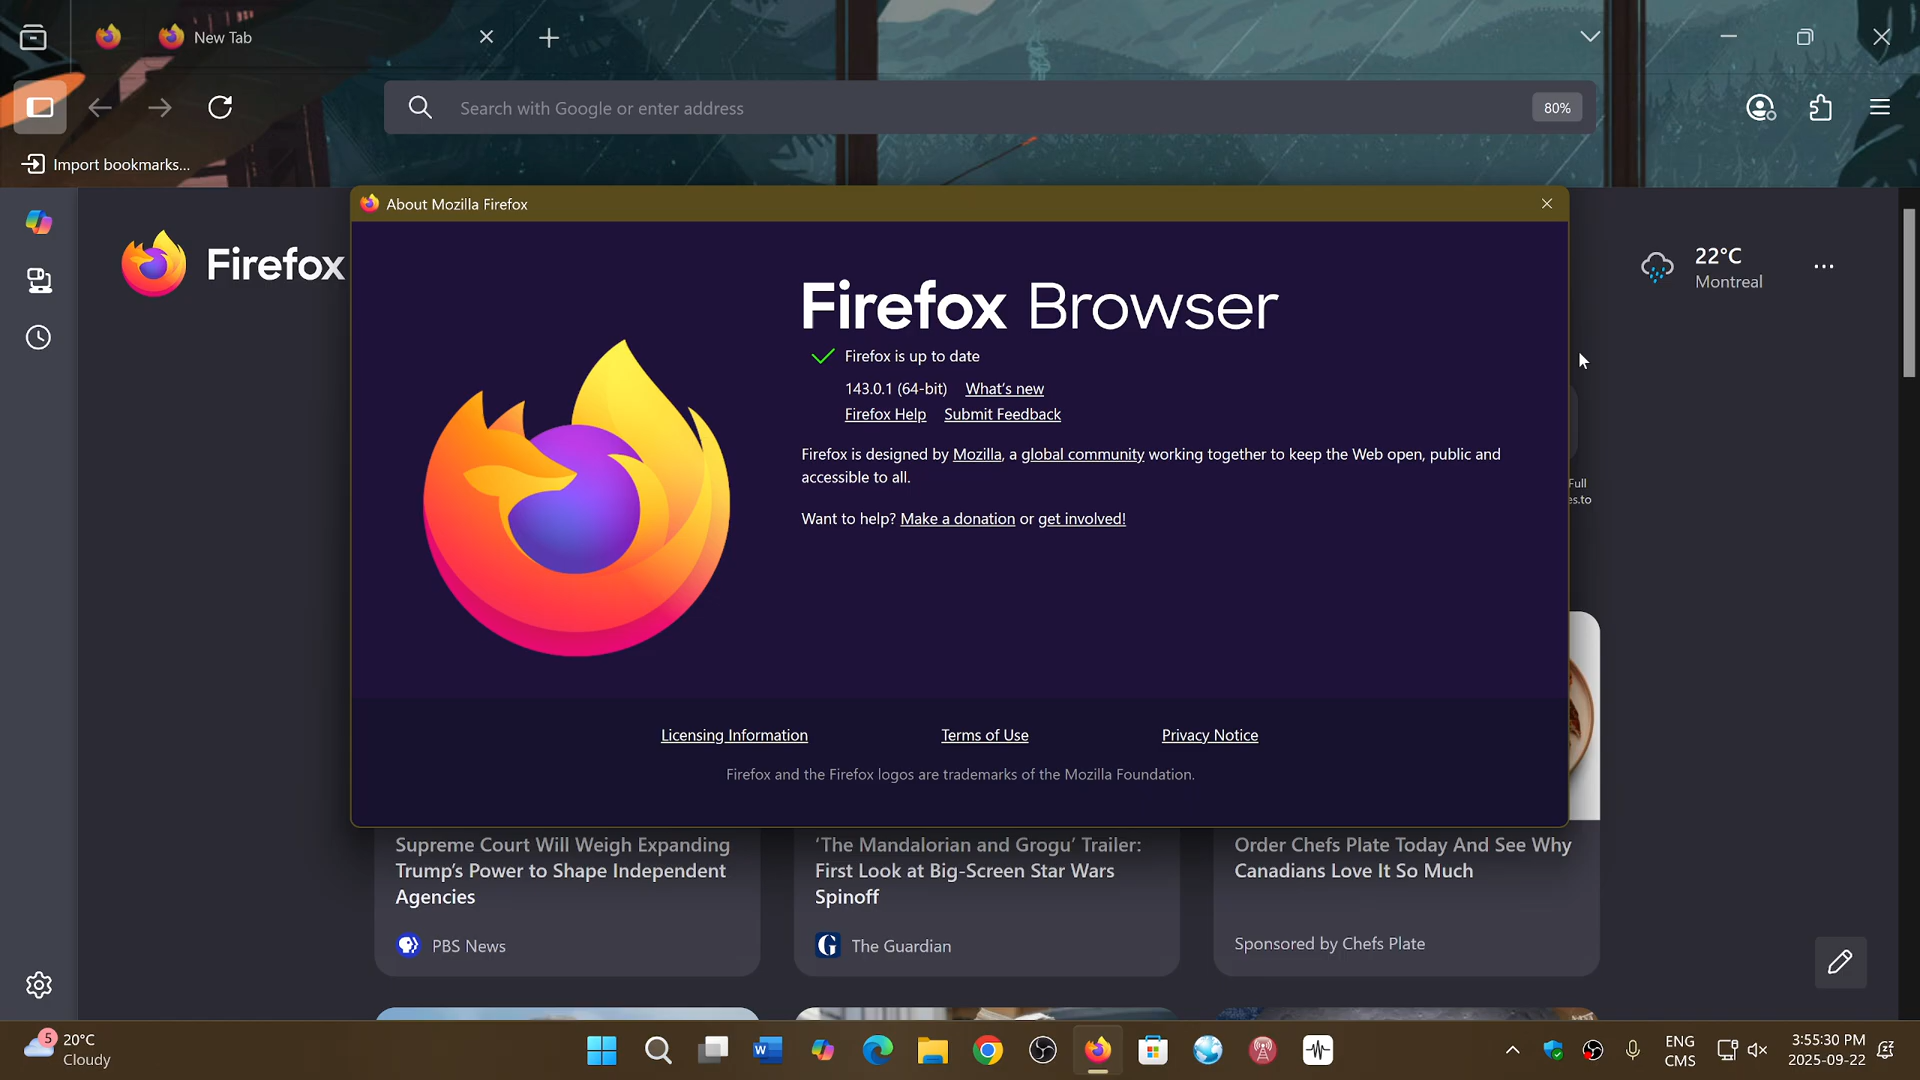 New Tab
Search with Google or enter address
80%
Import bookmarks...
About Mozilla Firefox
Firefox
22°C
Montreal
Firefox Browser
Firefox is up to date
143.0.1 (64-bit) What's new
Firefox Help Submit Feedback
Firefox is designed by Mozilla, a global community working together to keep the Web open, public and
accessible to all.
Full
es.to
Want to help? Make a donation or get involved!
Licensing Information Terms of Use Privacy Notice
Firefox and the Firefox logos are trademarks of the Mozilla Foundation.
Supreme Court Will Weigh Expanding
Trump's Power to Shape Independent
Agencies
PBS News
‘The Mandalorian and Grogu’ Trailer:
First Look at Big-Screen Star Wars
Spinoff
G The Guardian
Order Chefs Plate Today And See Why
Canadians Love It So Much
Sponsored by Chefs Plate
5
20°C
Cloudy
W
ENG
CMS
3:55:30 PM
2025-09-22